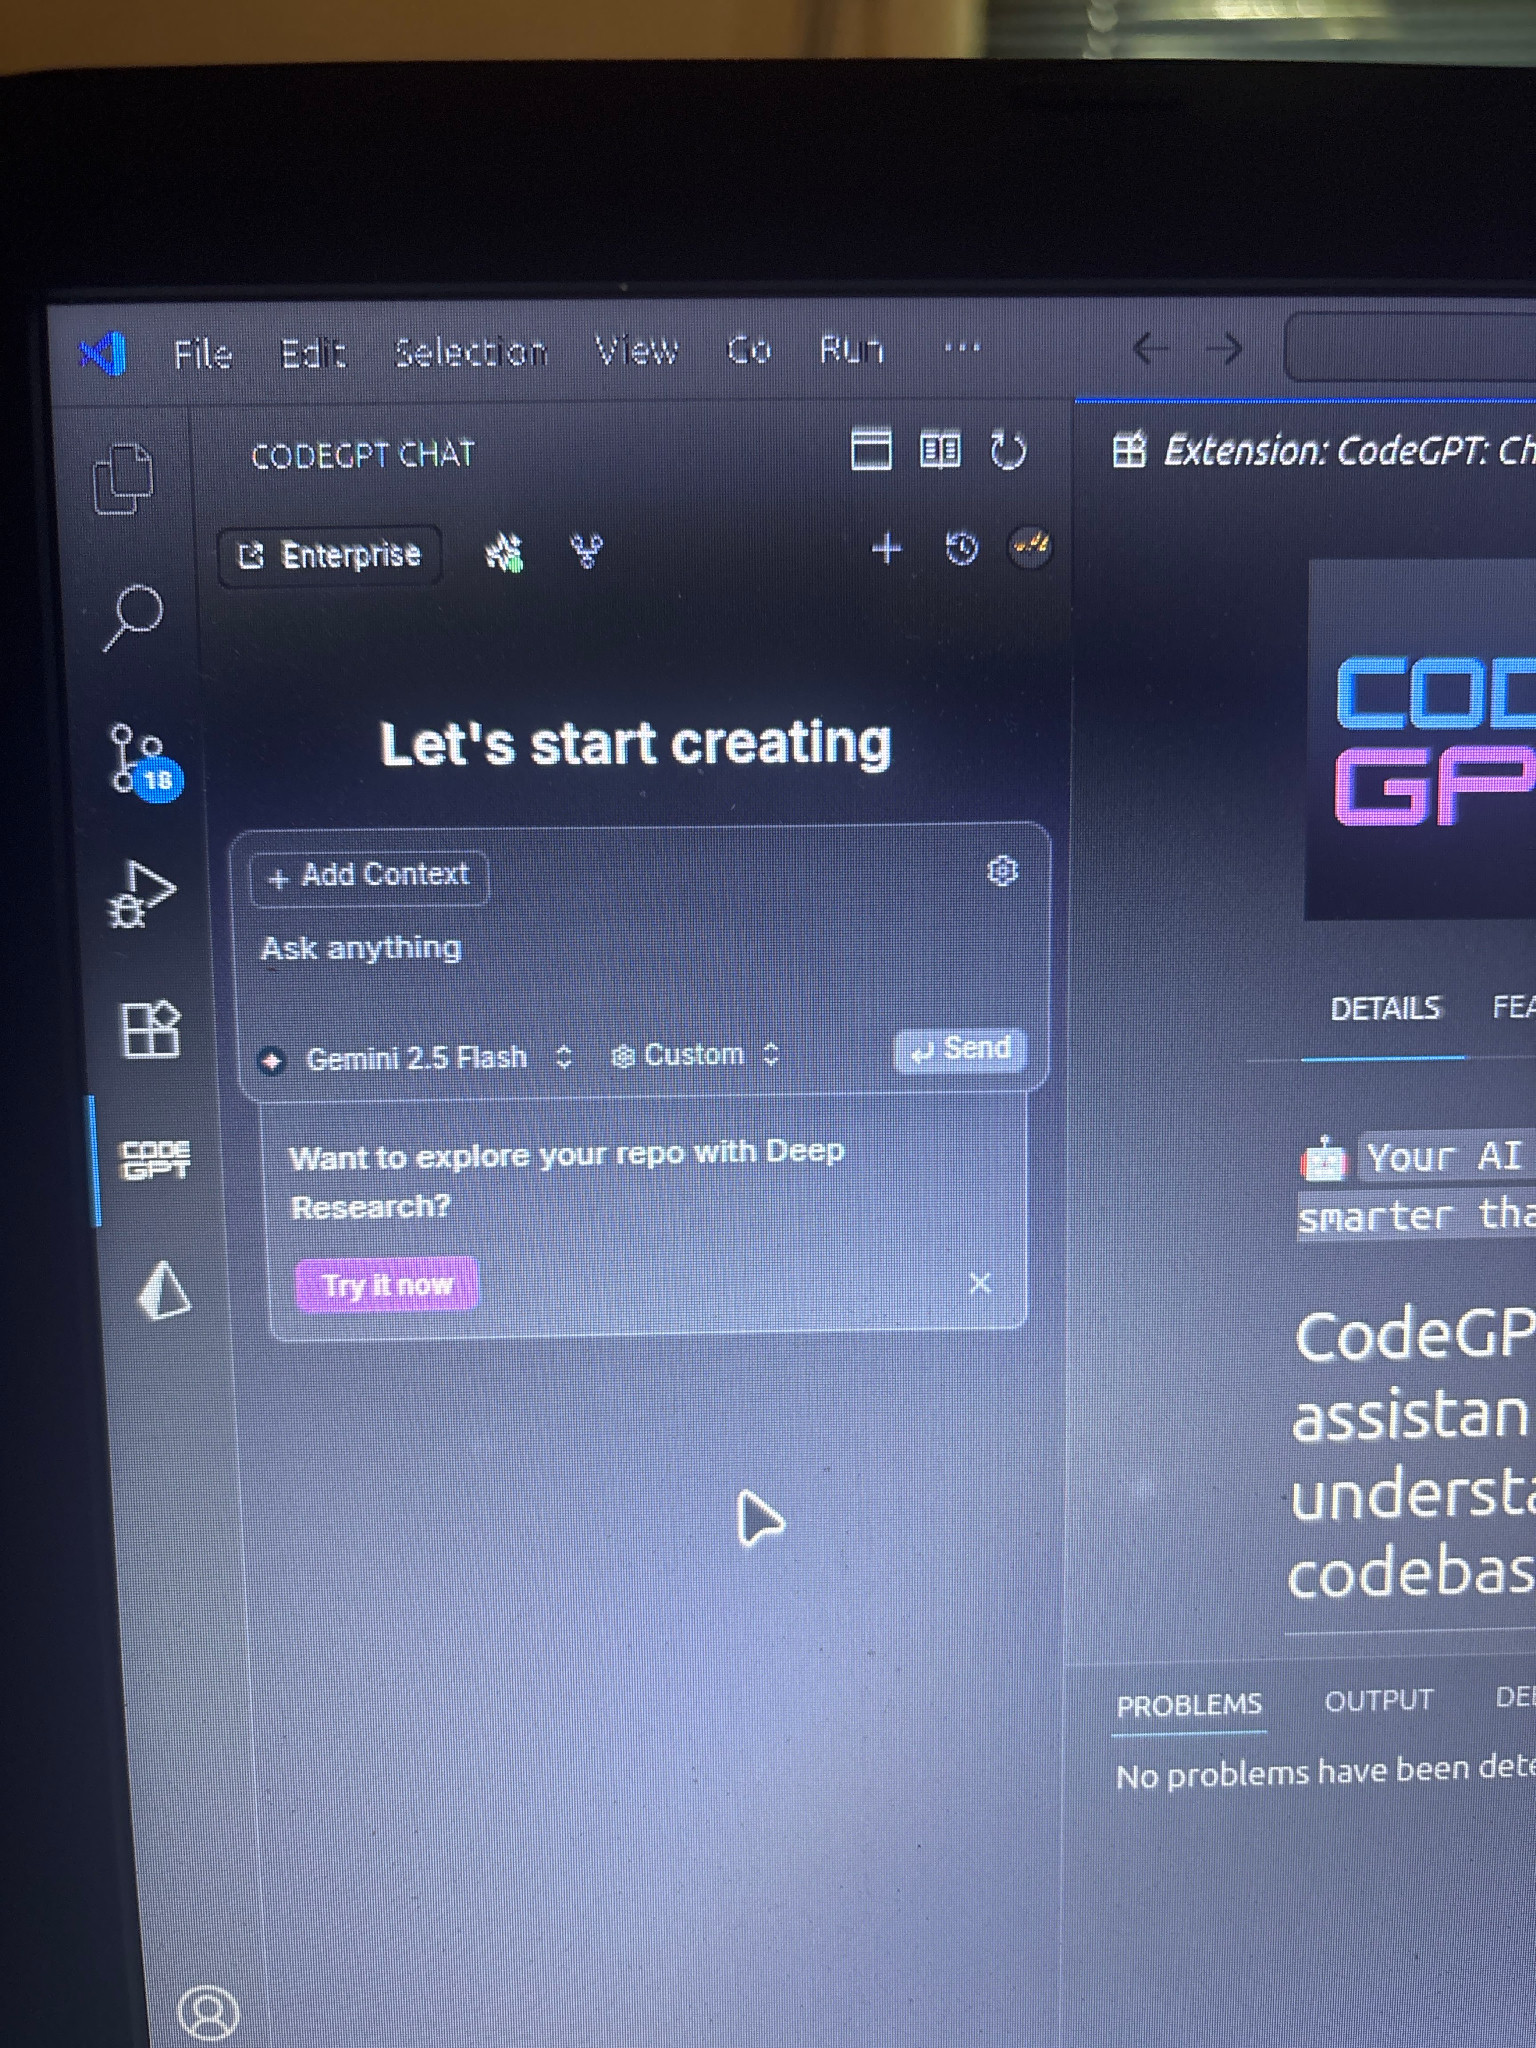 File Edit Selection View Go Run ...
CODEGPT CHAT
Extension: CodeGPT: Ch
Enterprise
Let's start creating
18
+ Add Context
Ask anything
Gemini 2.5 Flash
Custom
Send
CODE
GPT
Want to explore your repo with Deep
Research?
Try it now
COD
GP
DETAILS FEA
Your AI
smarter tha
CodeGP
assistan
understa
codebas
PROBLEMS OUTPUT DE
No problems have been dete